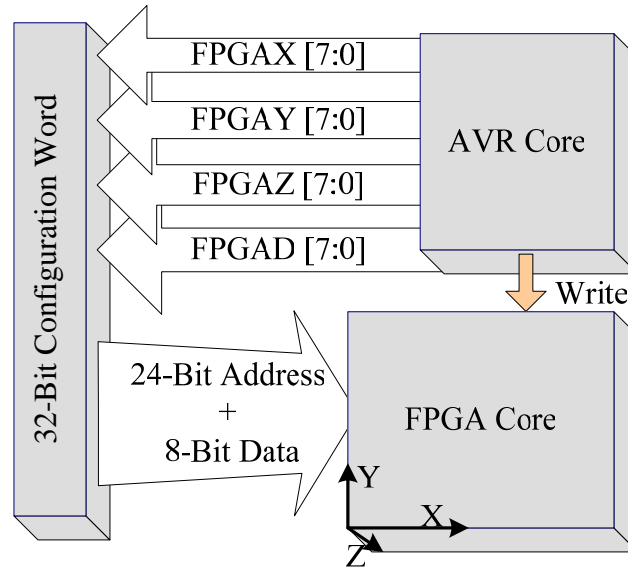 32-Bit Configuration Word
FPGAX [7:0]
FPGAY [7:0]
FPGAZ [7:0]
FPGAD [7:0]
AVR Core
Write
24-Bit Address
+
8-Bit Data
FPGA Core
Y
X
Z